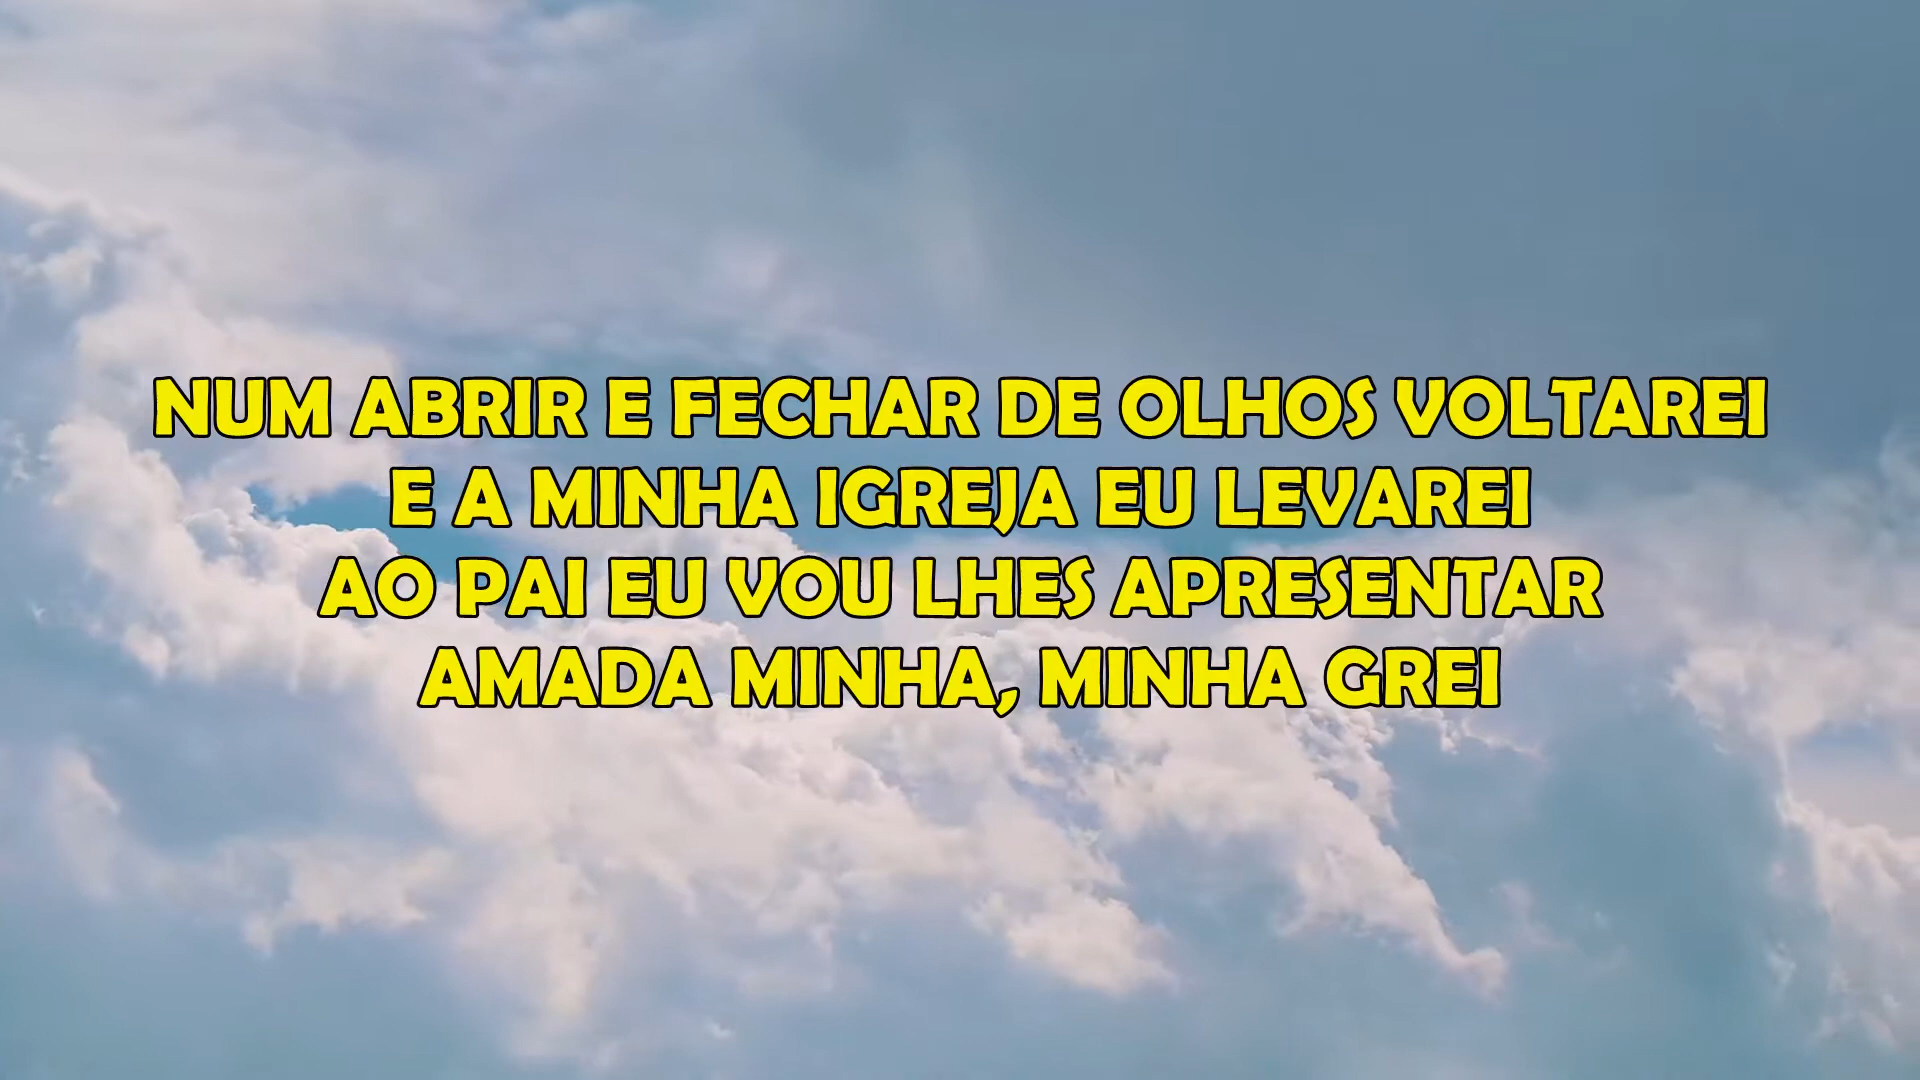 NUM ABRIR E FECHAR DE OLHOS VOLTAREI
E A MINHA IGREJA EU LEVAREI
AO PAI EU VOU LHES APRESENTAR
AMADA MINHA, MINHA GREI